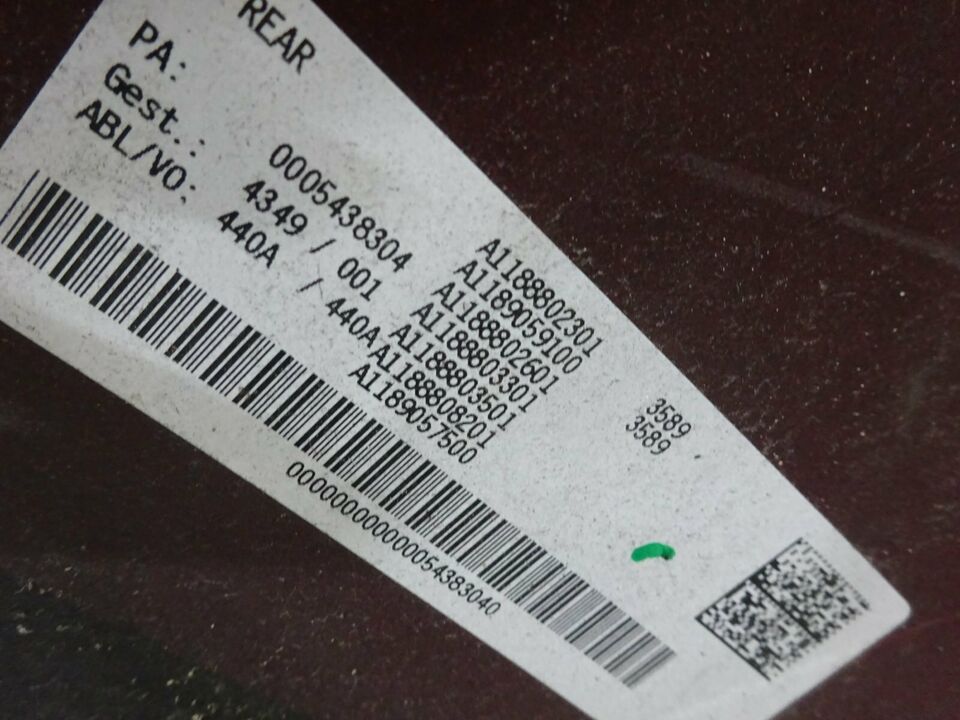 REAR
PA: 0005438304
Gest.: 4349 / 001
ABL/VO: 440A / 440A
A1188802301
A1189059100
A1188802601
A1188803301 3589
A1188803501 3589
A1188808201
A1189057500
00000000000054383040